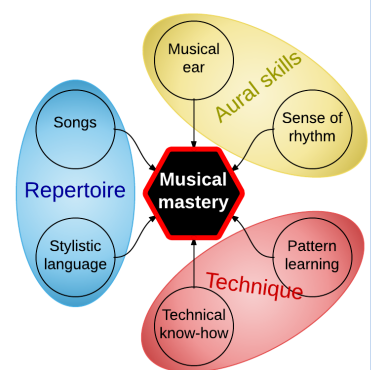 Musical
ear
Aural skills
Sense of
rhythm
Songs
Repertoire
Stylistic
language
Musical
mastery
Pattern
learning
Technique
Technical
know-how